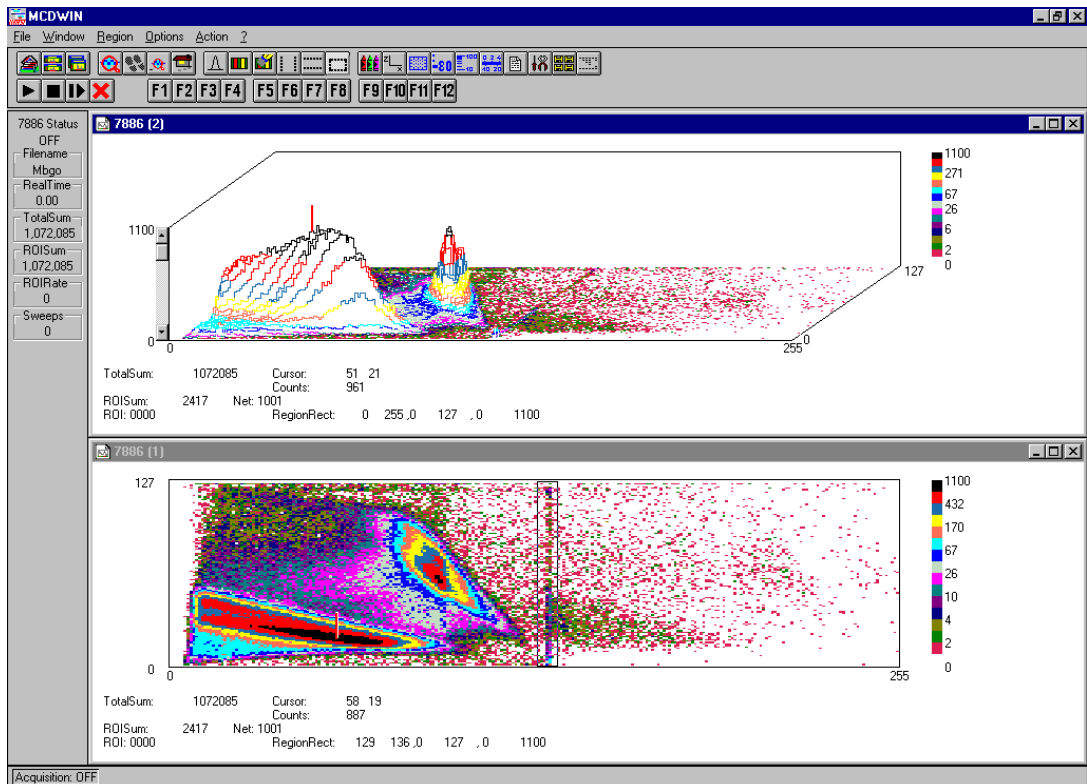 MCDWIN
File Window Region Options Action ?
F1 F2 F3 F4 F5 F6 F7 F8 F9 F10 F11 F12
7886 Status
OFF
Filename
Mbgo
RealTime
0.00
TotalSum
1,072,085
ROISum
1,072,085
ROIRate
0
Sweeps
0
7886 (2)
1100
0
0
255
0
127
1100
271
67
26
6
2
0
TotalSum: 1072085 Cursor: 51 21
Counts: 961
ROISum: 2417 Net: 1001
ROI: 0000 RegionRect: 0 255 ,0 127 ,0 1100
7886 (1)
127
0
0
255
1100
432
170
67
26
10
4
2
0
TotalSum: 1072085 Cursor: 58 19
Counts: 887
ROISum: 2417 Net: 1001
ROI: 0000 RegionRect: 129 136 ,0 127 ,0 1100
Acquisition: OFF